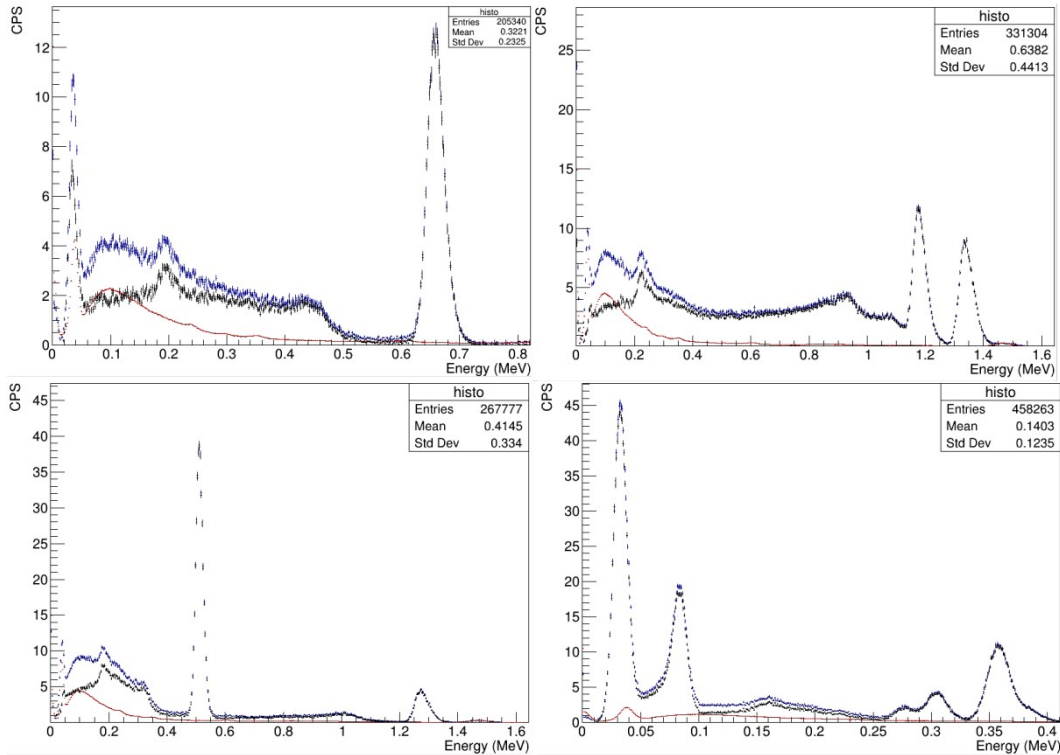 CPS
histo
Entries 205340
Mean 0.3221
Std Dev 0.2325
12
10
8
6
4
2
0
0 0.1 0.2 0.3 0.4 0.5 0.6 0.7 0.8
Energy (MeV)
CPS
histo
Entries 331304
Mean 0.6382
Std Dev 0.4413
25
20
15
10
5
0 0.2 0.4 0.6 0.8 1 1.2 1.4 1.6
Energy (MeV)
CPS
histo
Entries 267777
Mean 0.4145
Std Dev 0.334
45
40
35
30
25
20
15
10
5
0
0 0.2 0.4 0.6 0.8 1 1.2 1.4 1.6
Energy (MeV)
CPS
histo
Entries 458263
Mean 0.1403
Std Dev 0.1235
45
40
35
30
25
20
15
10
5
0
0 0.05 0.1 0.15 0.2 0.25 0.3 0.35 0.4
Energy (MeV)